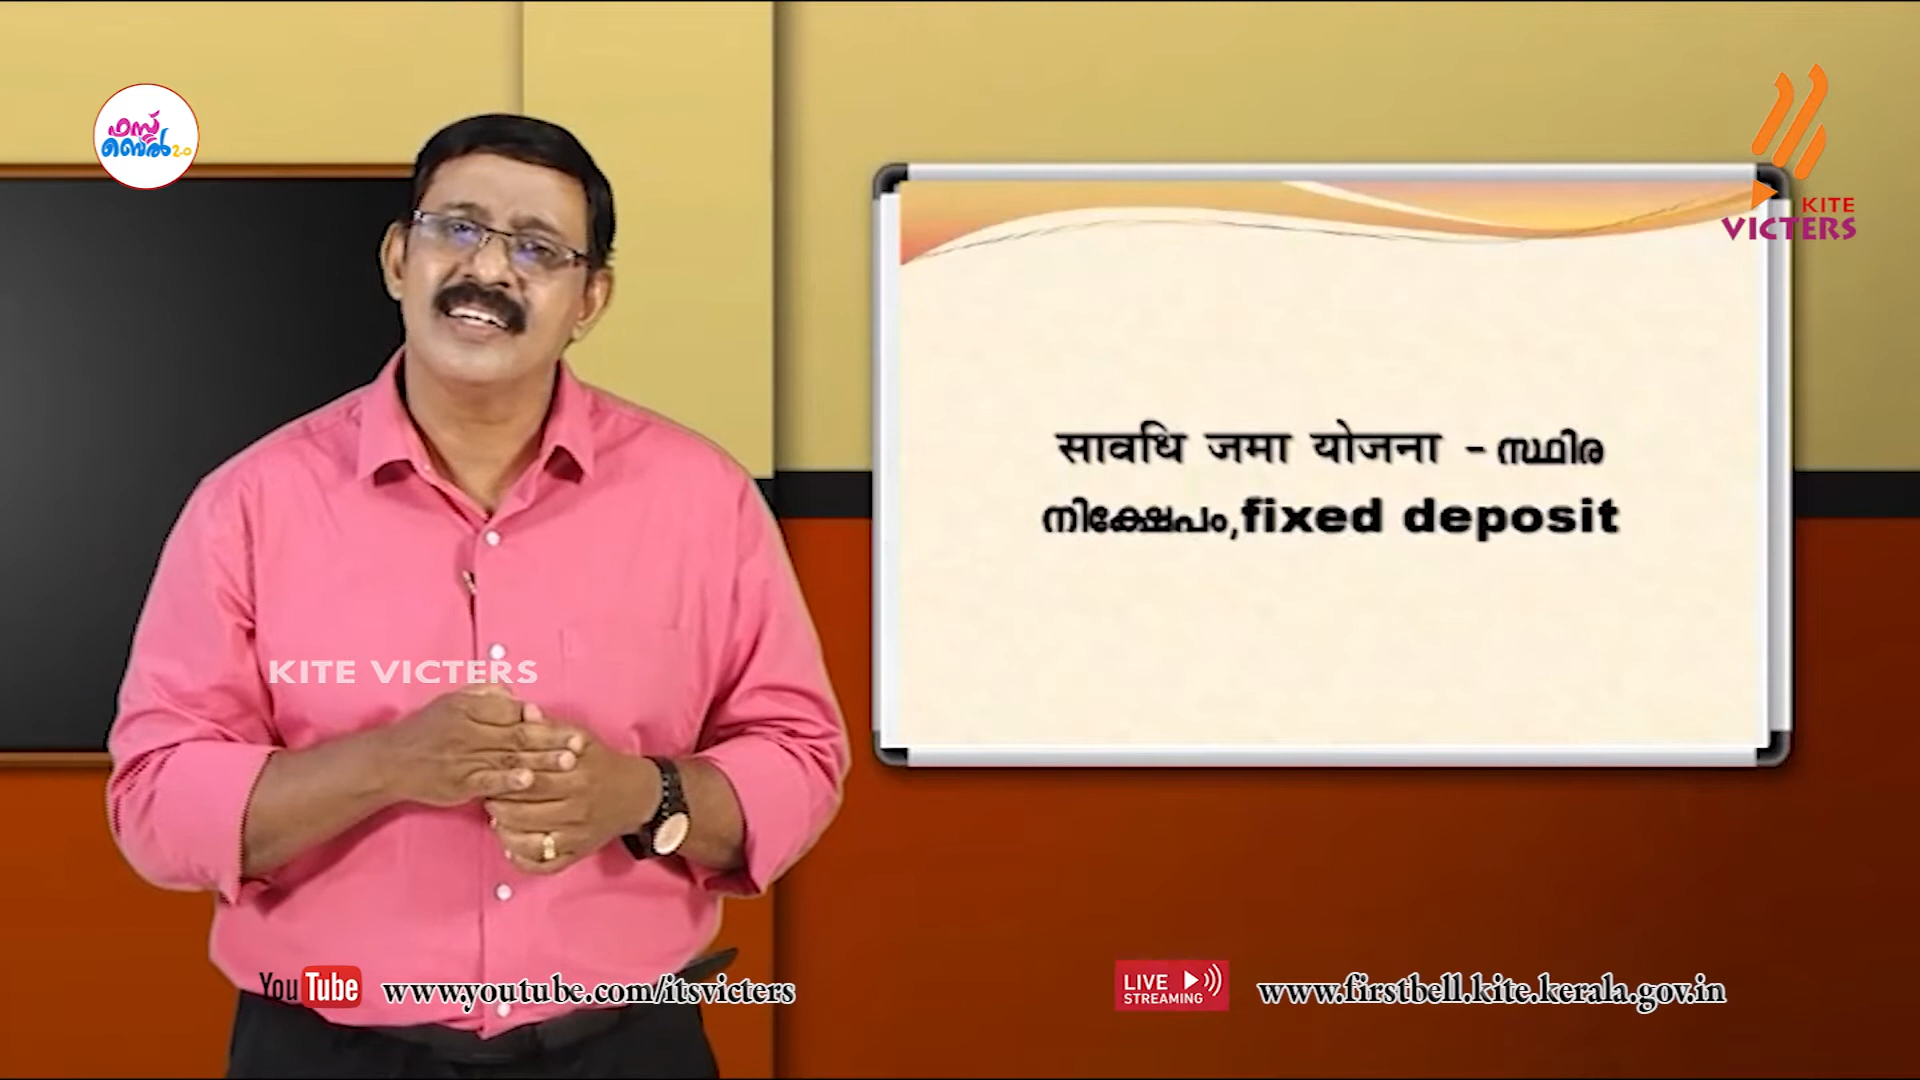 ഫസ്റ്റ്
ബെൽ 2.0
KITE
VICTERS
सावधि जमा योजना - സ്ഥിര
നിക്ഷേപം,fixed deposit
KITE VICTERS
YouTube www.youtube.com/itsvicters
LIVE
STREAMING
www.firstbell.kite.kerala.gov.in